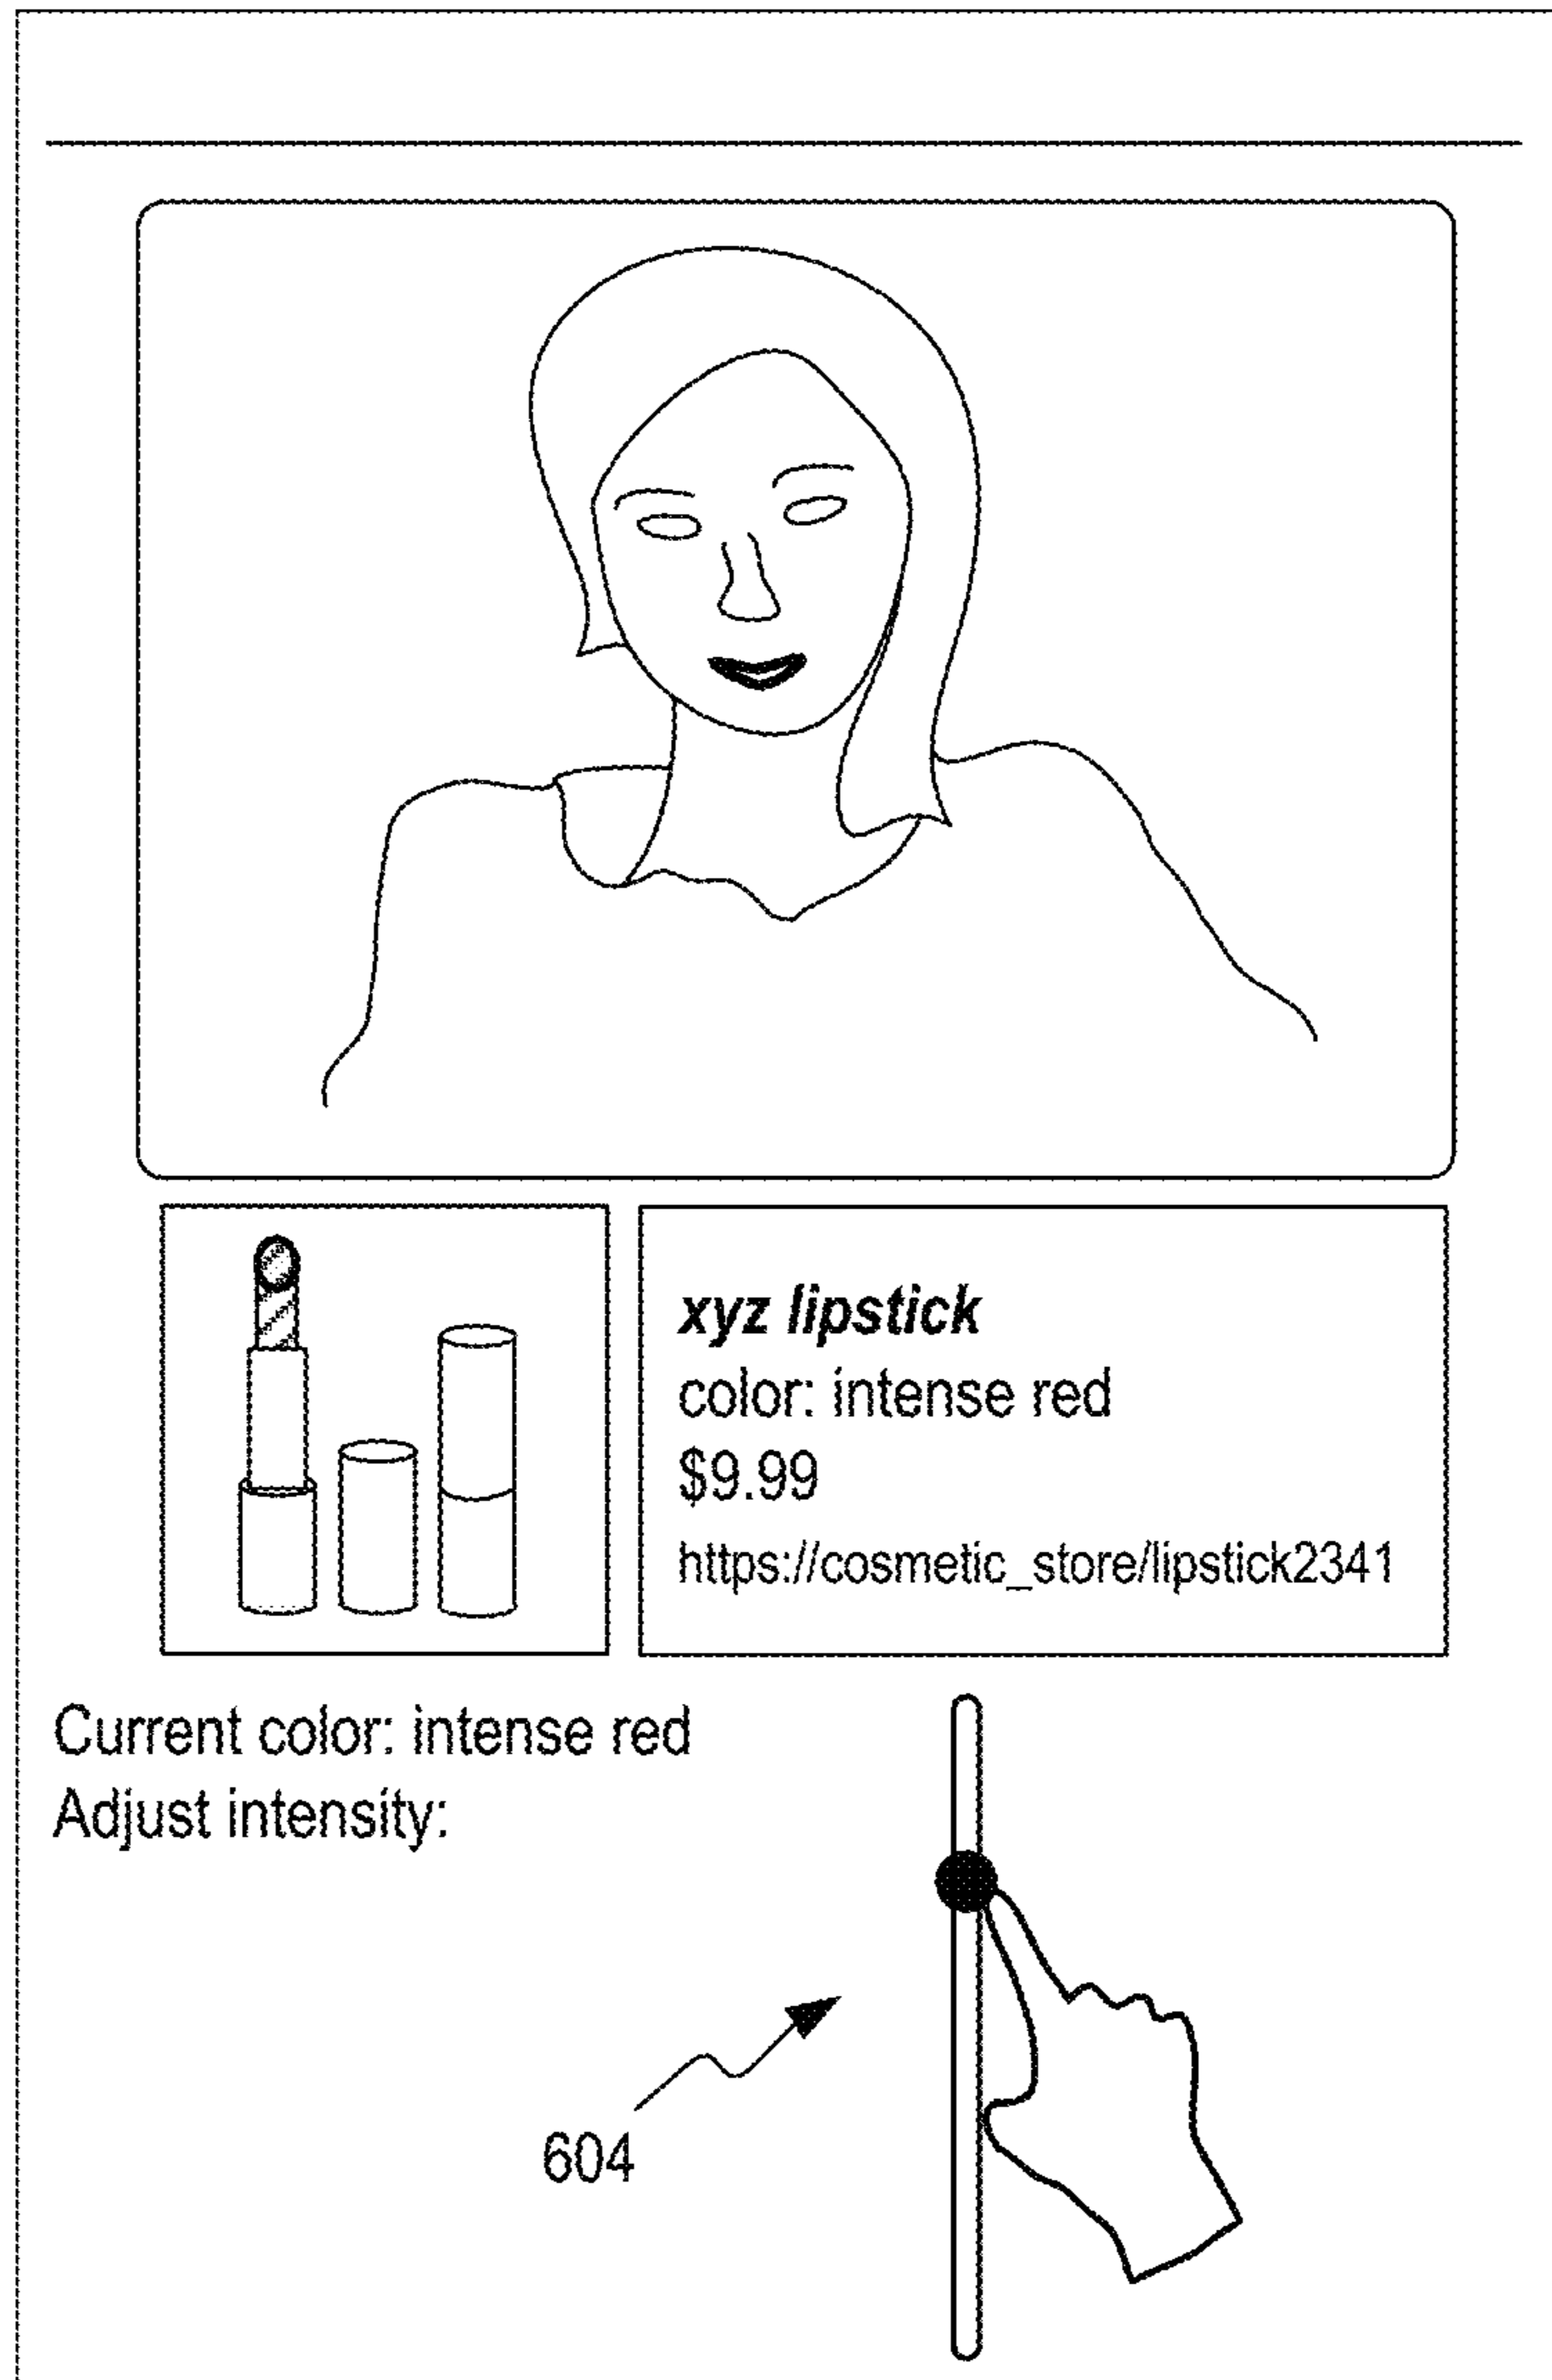 xyz lipstick
color: intense red
$9.99
https://cosmetic_store/lipstick2341
Current color: intense red
Adjust intensity:
604